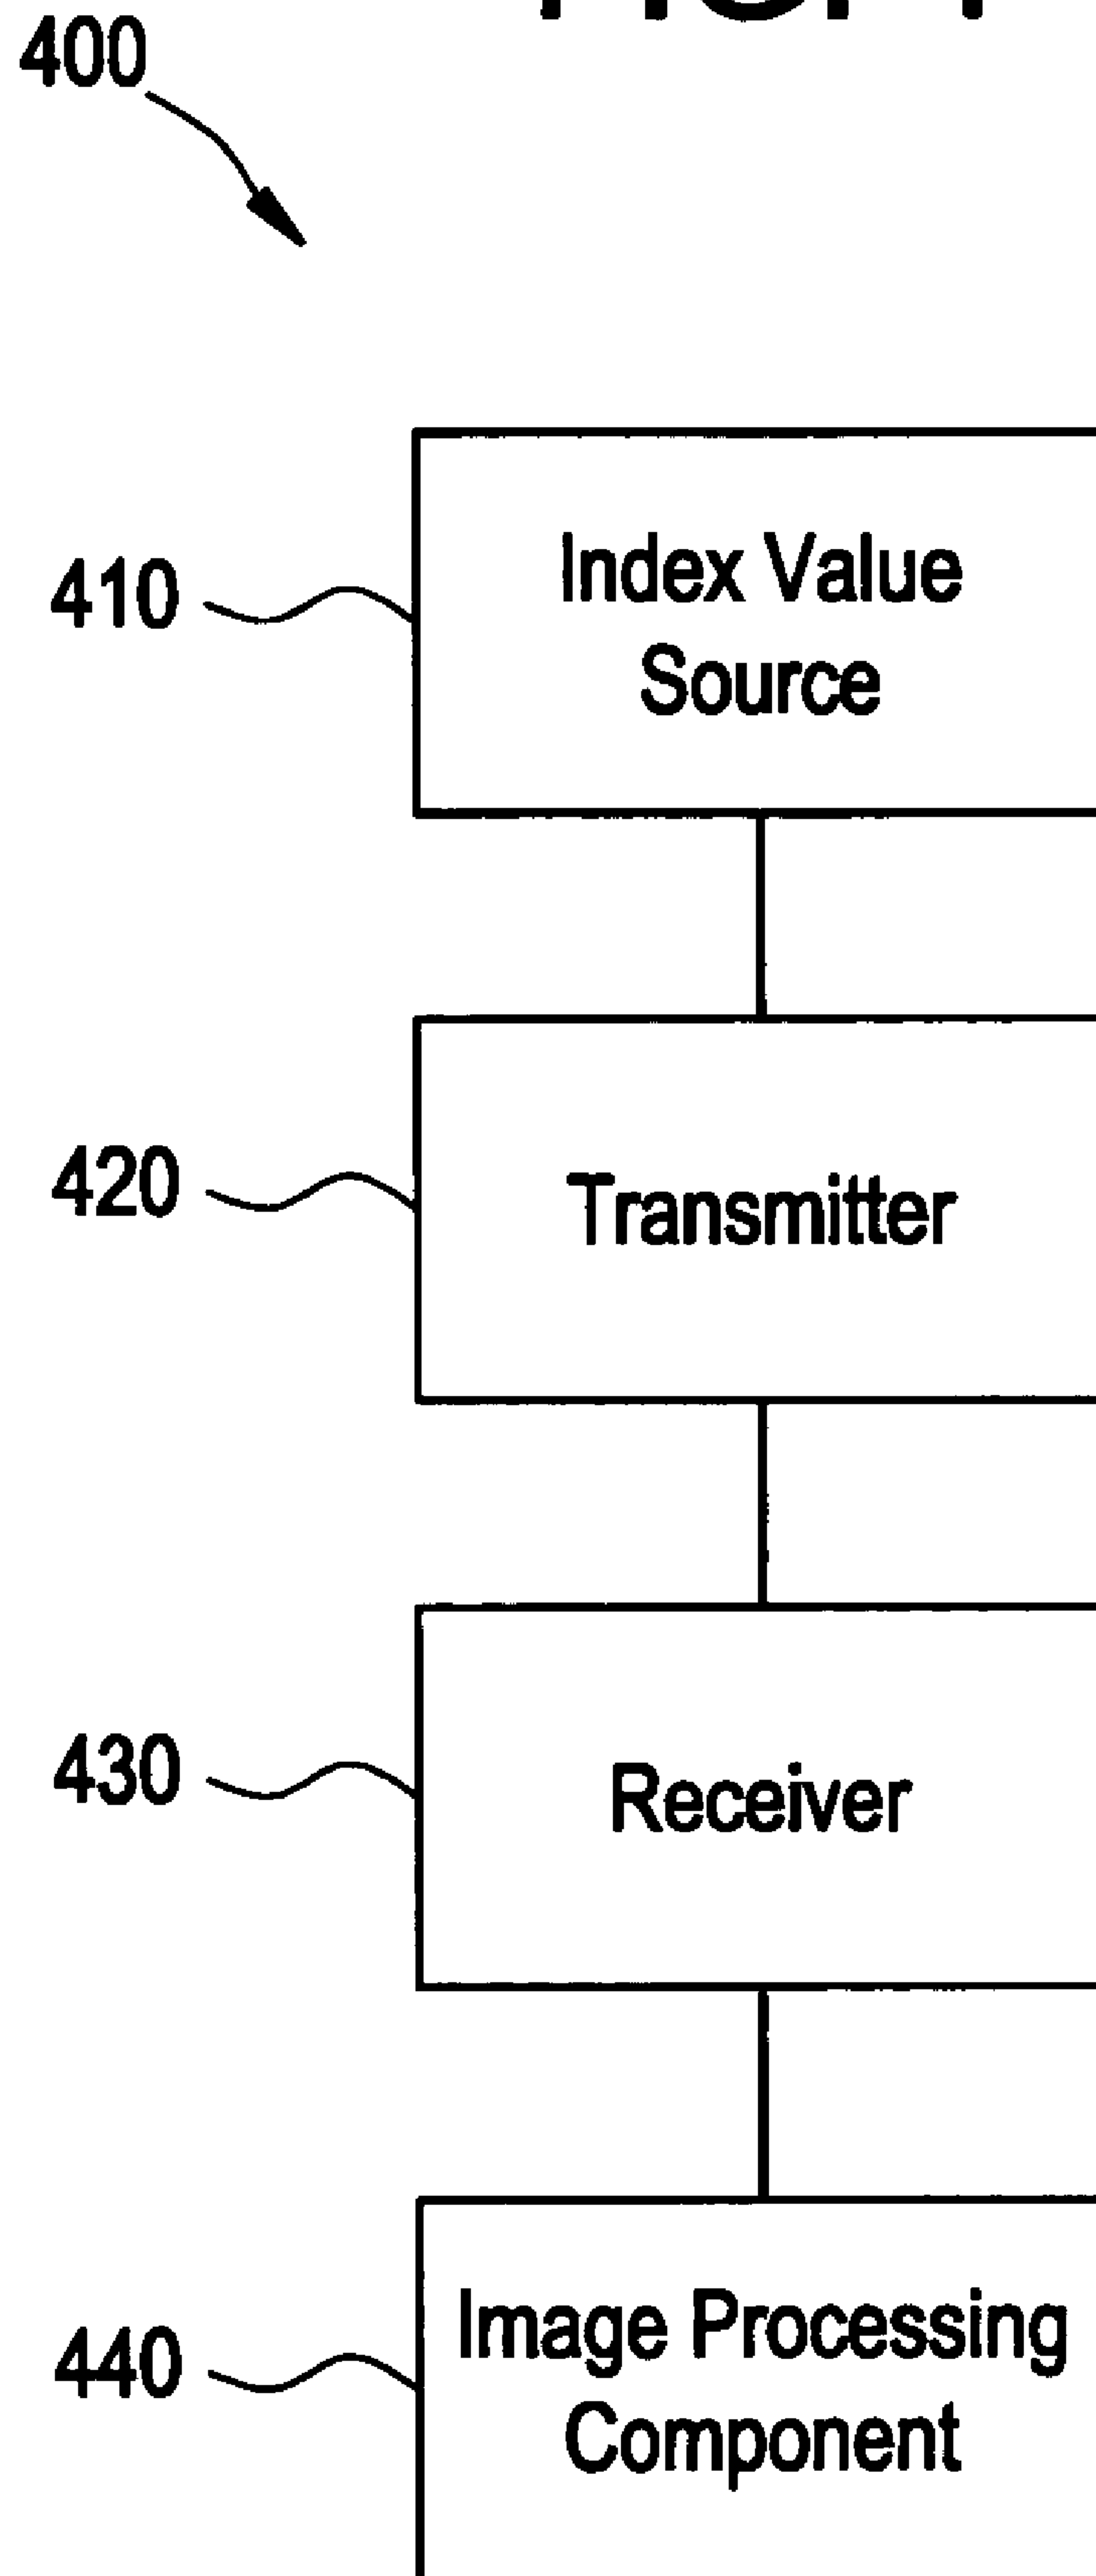 400
410
Index Value
Source
420
Transmitter
430
Receiver
440
Image Processing
Component